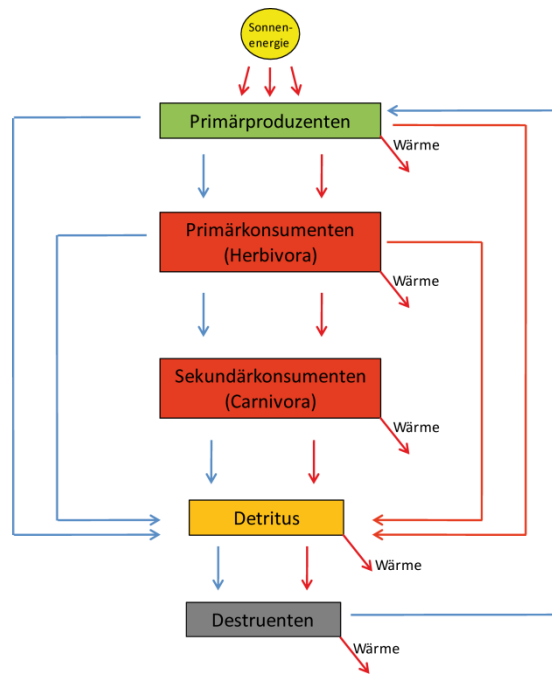 Sonnen-
energie
Primärproduzenten
Wärme
Primärkonsumenten
(Herbivora)
Wärme
Sekundärkonsumenten
(Carnivora)
Wärme
Detritus
Wärme
Destruenten
Wärme